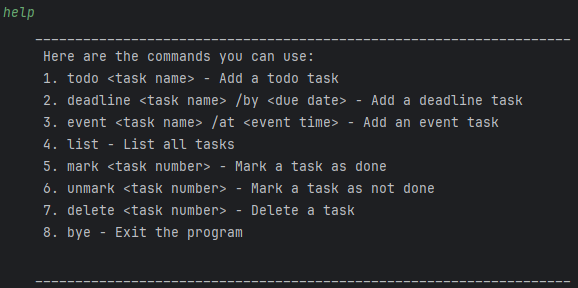 help
____________________________________________________________
Here are the commands you can use:
1. todo <task name> - Add a todo task
2. deadline <task name> /by <due date> - Add a deadline task
3. event <task name> /at <event time> - Add an event task
4. list - List all tasks
5. mark <task number> - Mark a task as done
6. unmark <task number> - Mark a task as not done
7. delete <task number> - Delete a task
8. bye - Exit the program
____________________________________________________________